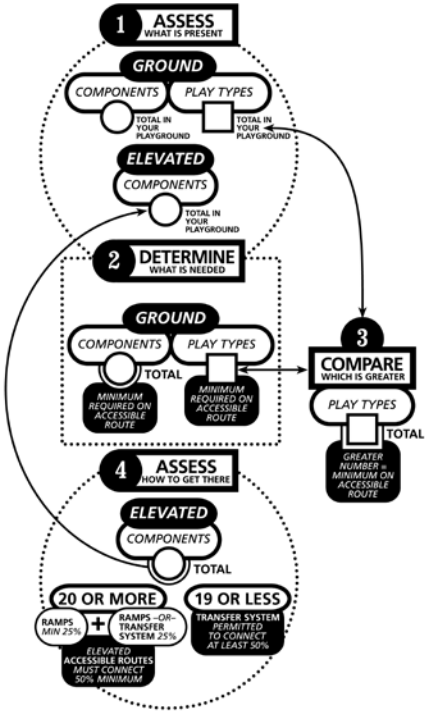 1 ASSESS
WHAT IS PRESENT
GROUND
COMPONENTS
TOTAL IN
YOUR
PLAYGROUND
PLAY TYPES
TOTAL IN
YOUR
PLAYGROUND
ELEVATED
COMPONENTS
TOTAL IN
YOUR
PLAYGROUND
2 DETERMINE
WHAT IS NEEDED
GROUND
COMPONENTS
TOTAL
MINIMUM
REQUIRED ON
ACCESSIBLE
ROUTE
PLAY TYPES
MINIMUM
REQUIRED ON
ACCESSIBLE
ROUTE
3
COMPARE
WHICH IS GREATER
PLAY TYPES
TOTAL
GREATER
NUMBER =
MINIMUM ON
ACCESSIBLE
ROUTE
4 ASSESS
HOW TO GET THERE
ELEVATED
COMPONENTS
TOTAL
20 OR MORE
RAMPS
MIN 25%
+
RAMPS –OR–
TRANSFER
SYSTEM 25%
ELEVATED
ACCESSIBLE ROUTES
MUST CONNECT
50% MINIMUM
19 OR LESS
TRANSFER SYSTEM
PERMITTED
TO CONNECT
AT LEAST 50%